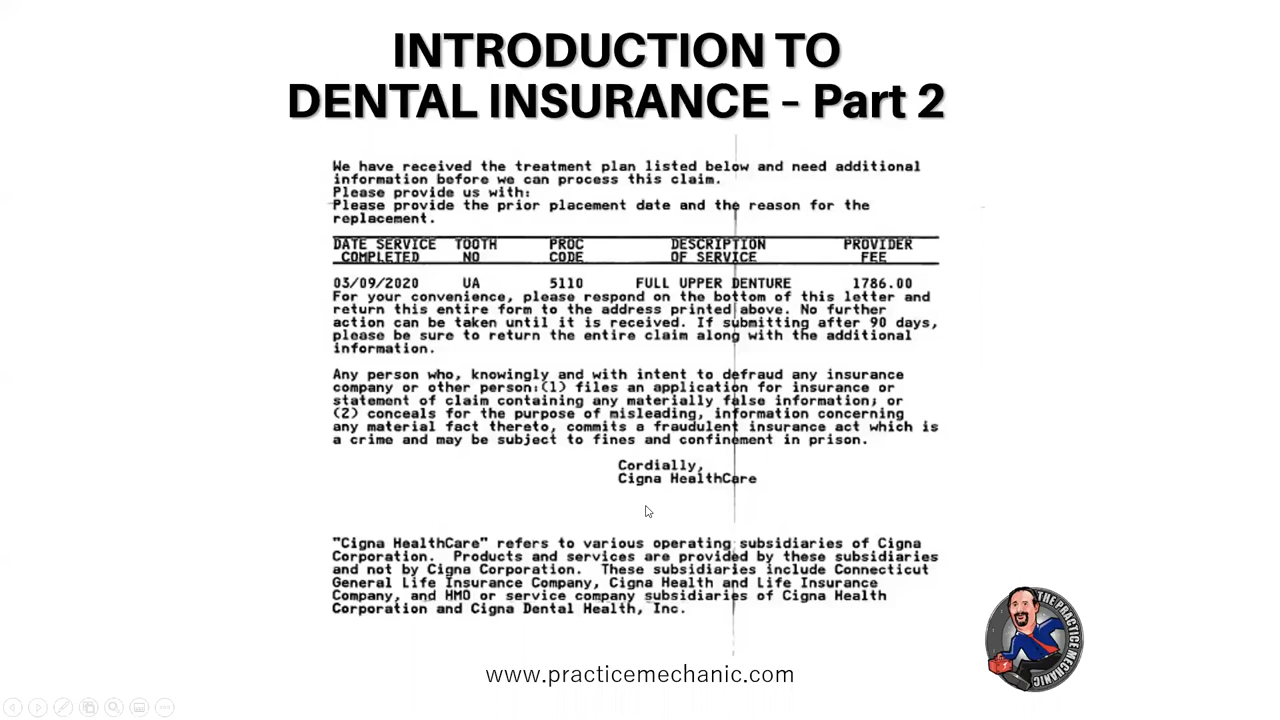 INTRODUCTION TO
DENTAL INSURANCE – Part 2
We have received the treatment plan listed below and need additional
information before we can process this claim.
Please provide us with:
Please provide the prior placement date and the reason for the
replacement.
DATE SERVICE TOOTH PROC DESCRIPTION PROVIDER
COMPLETED NO CODE OF SERVICE FEE
03/09/2020 UA 5110 FULL UPPER DENTURE 1786.00
For your convenience, please respond on the bottom of this letter and
return this entire form to the address printed above. No further
action can be taken until it is received. If submitting after 90 days,
please be sure to return the entire claim along with the additional
information.
Any person who, knowingly and with intent to defraud any insurance
company or other person:(1) files an application for insurance or
statement of claim containing any materially false information; or
(2) conceals for the purpose of misleading, information concerning
any material fact thereto, commits a fraudulent insurance act which is
a crime and may be subject to fines and confinement in prison.
Cordially,
Cigna HealthCare
"Cigna HealthCare" refers to various operating subsidiaries of Cigna
Corporation. Products and services are provided by these subsidiaries
and not by Cigna Corporation. These subsidiaries include Connecticut
General Life Insurance Company, Cigna Health and Life Insurance
Company, and HMO or service company subsidiaries of Cigna Health
Corporation and Cigna Dental Health, Inc.
THE PRACTICE MECHANIC
www.practicemechanic.com